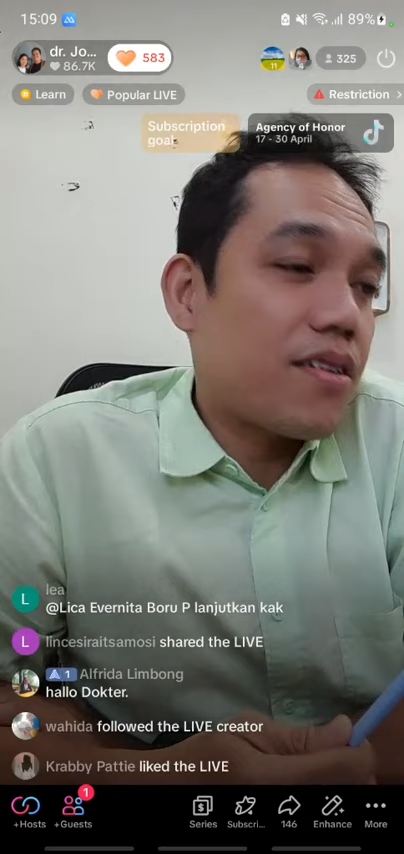 15:09
89%
dr. Jo...
86.7K
583
11
325
Learn
Popular LIVE
Restriction
Subscription
goal
Agency of Honor
17 - 30 April
L
lea
@Lica Evernita Boru P lanjutkan kak
L
lincesiraitsamosi shared the LIVE
1 Alfrida Limbong
hallo Dokter.
wahida followed the LIVE creator
Krabby Pattie liked the LIVE
1
+Hosts
+Guests
Series
Subscri...
146
Enhance
More